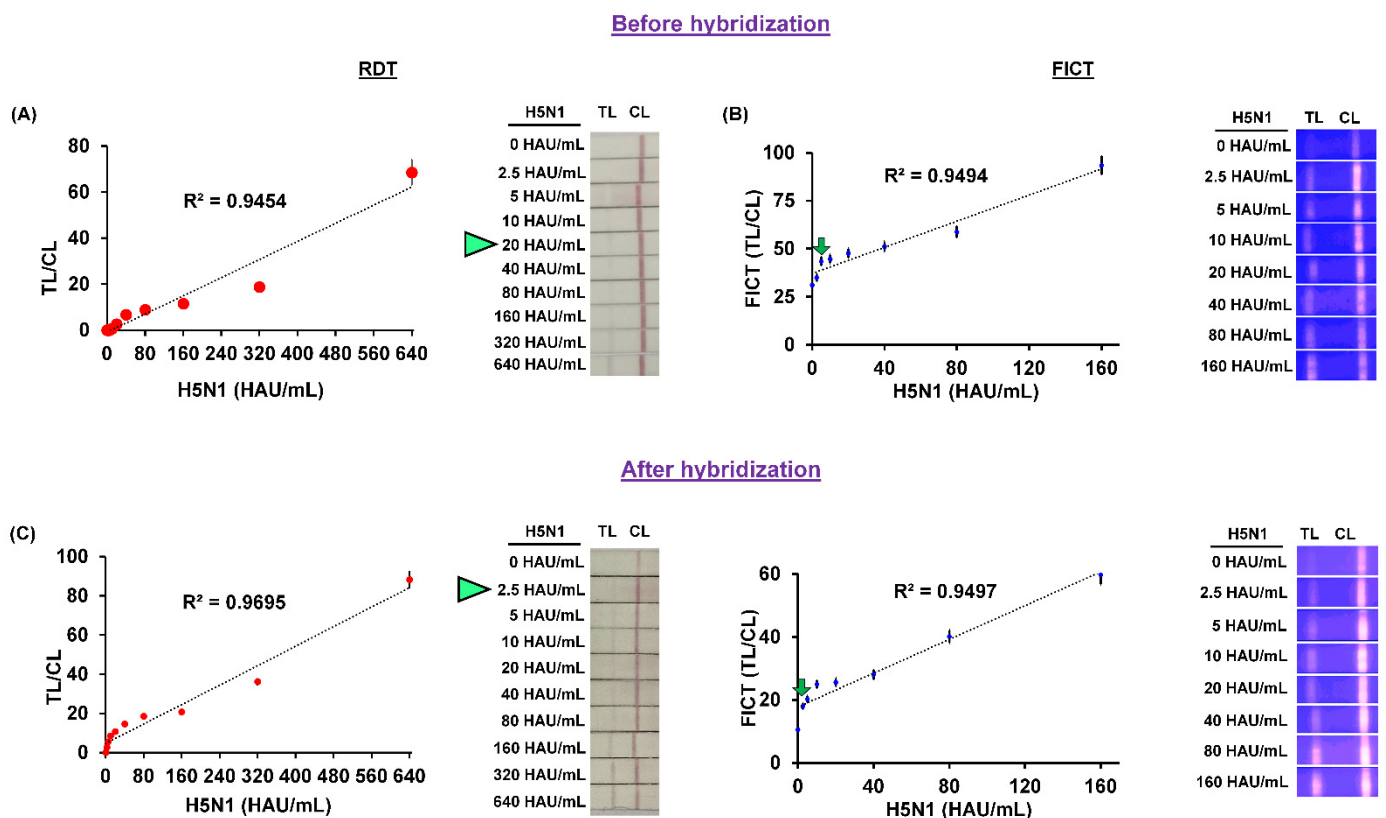 Before hybridization
RDT
FICT
(A)
TL/CL
80
60
40
20
0
R² = 0.9454
0 80 160 240 320 400 480 560 640
H5N1 (HAU/mL)
H5N1 TL CL
0 HAU/mL
2.5 HAU/mL
5 HAU/mL
10 HAU/mL
20 HAU/mL
40 HAU/mL
80 HAU/mL
160 HAU/mL
320 HAU/mL
640 HAU/mL
(B)
FICT (TL/CL)
100
75
50
25
0
R² = 0.9494
0 40 80 120 160
H5N1 (HAU/mL)
H5N1 TL CL
0 HAU/mL
2.5 HAU/mL
5 HAU/mL
10 HAU/mL
20 HAU/mL
40 HAU/mL
80 HAU/mL
160 HAU/mL
After hybridization
(C)
TL/CL
100
80
60
40
20
0
R² = 0.9695
0 80 160 240 320 400 480 560 640
H5N1 (HAU/mL)
H5N1 TL CL
0 HAU/mL
2.5 HAU/mL
5 HAU/mL
10 HAU/mL
20 HAU/mL
40 HAU/mL
80 HAU/mL
160 HAU/mL
320 HAU/mL
640 HAU/mL
FICT (TL/CL)
60
40
20
0
R² = 0.9497
0 40 80 120 160
H5N1 (HAU/mL)
H5N1 TL CL
0 HAU/mL
2.5 HAU/mL
5 HAU/mL
10 HAU/mL
20 HAU/mL
40 HAU/mL
80 HAU/mL
160 HAU/mL